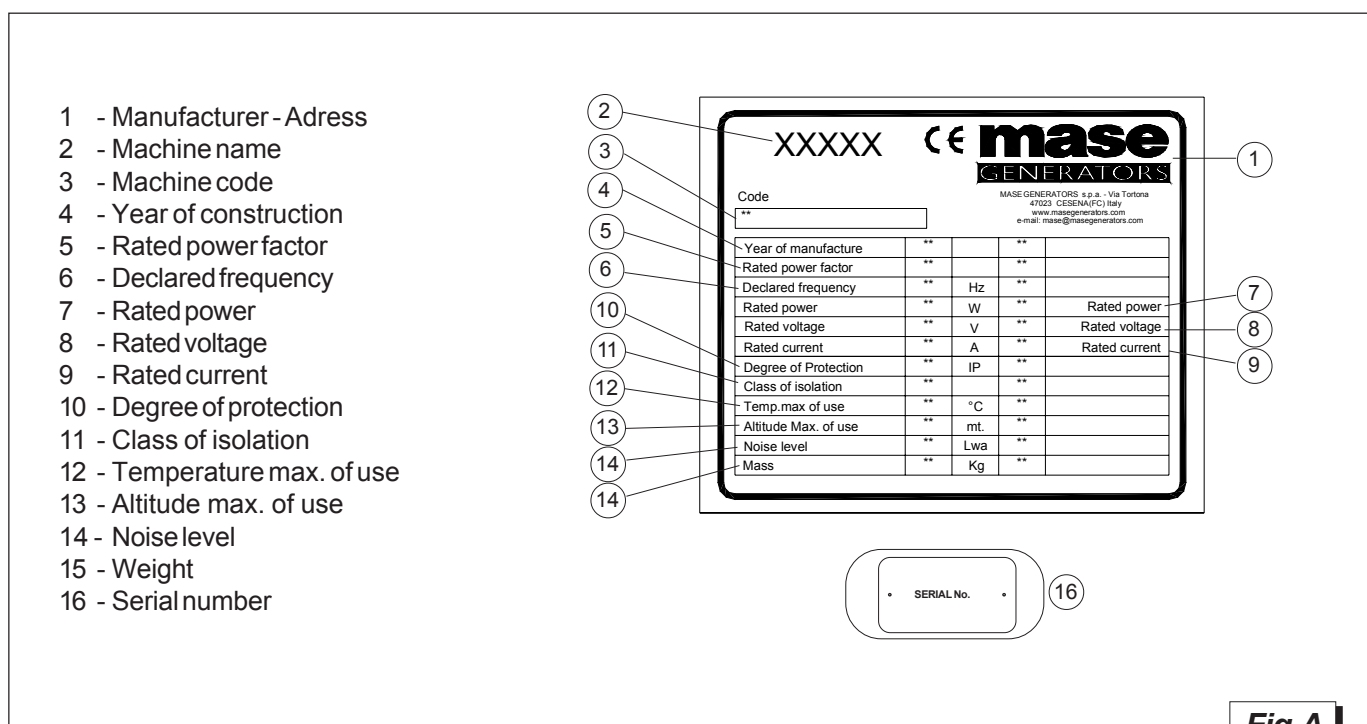 1 - Manufacturer - Adress
2 - Machine name
3 - Machine code
4 - Year of construction
5 - Rated power factor
6 - Declared frequency
7 - Rated power
8 - Rated voltage
9 - Rated current
10 - Degree of protection
11 - Class of isolation
12 - Temperature max. of use
13 - Altitude max. of use
14 - Noise level
15 - Weight
16 - Serial number
2
3
4
5
6
10
11
12
13
14
14
XXXXX CE mase
GENERATORS
1
MASE GENERATORS s.p.a. - Via Tortona
47023 CESENA(FC) Italy
www.masegenerators.com
e-mail: mase@masegenerators.com
Code
**
Year of manufacture ** **
Rated power factor ** **
Declared frequency ** Hz **
Rated power ** W ** Rated power
Rated voltage ** V ** Rated voltage
Rated current ** A ** Rated current
Degree of Protection ** IP **
Class of isolation ** **
Temp.max of use ** °C **
Altitude Max. of use ** mt. **
Noise level ** Lwa **
Mass ** Kg **
7
8
9
SERIAL No.
16
Fig.A